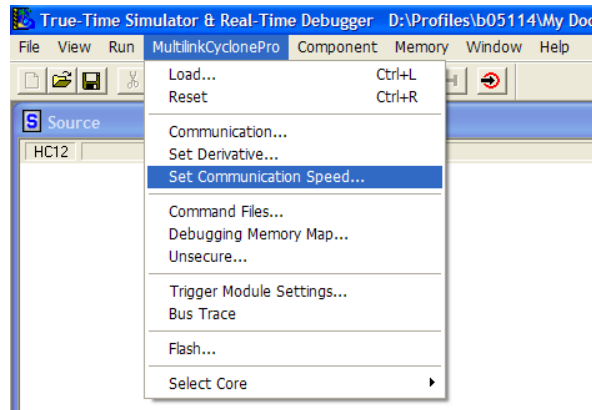 True-Time Simulator & Real-Time Debugger D:\Profiles\b05114\My Doc
File View Run MultilinkCyclonePro Component Memory Window Help
Load... Ctrl+L
Reset Ctrl+R
S Source
HC12
Communication...
Set Derivative...
Set Communication Speed...
Command Files...
Debugging Memory Map...
Unsecure...
Trigger Module Settings...
Bus Trace
Flash...
Select Core